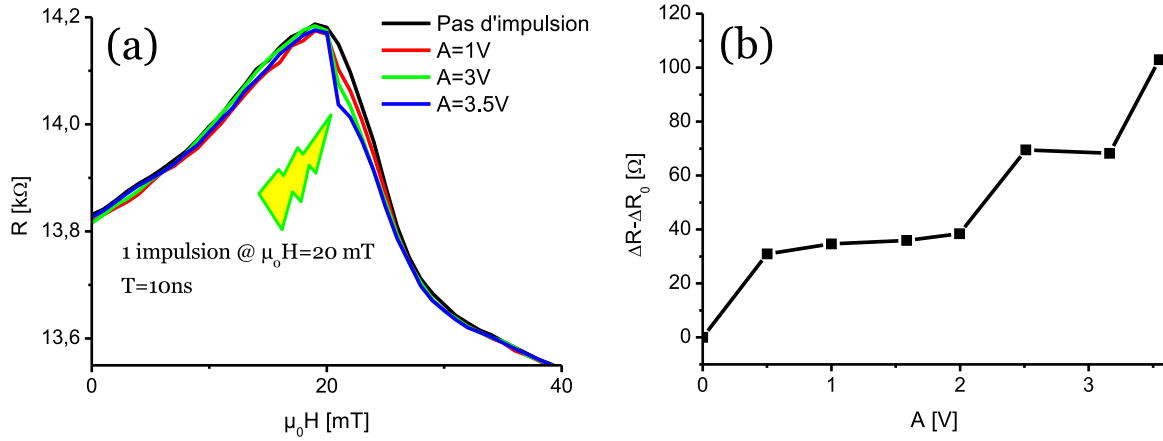 (a)
14,2
14,0
13,8
13,6
R [kΩ]
0
20
40
μ₀H [mT]
Pas d'impulsion
A=1V
A=3V
A=3.5V
1 impulsion @ μ₀H=20 mT
T=10ns
(b)
120
100
80
60
40
20
0
ΔR-ΔR₀ [Ω]
0
1
2
3
A [V]